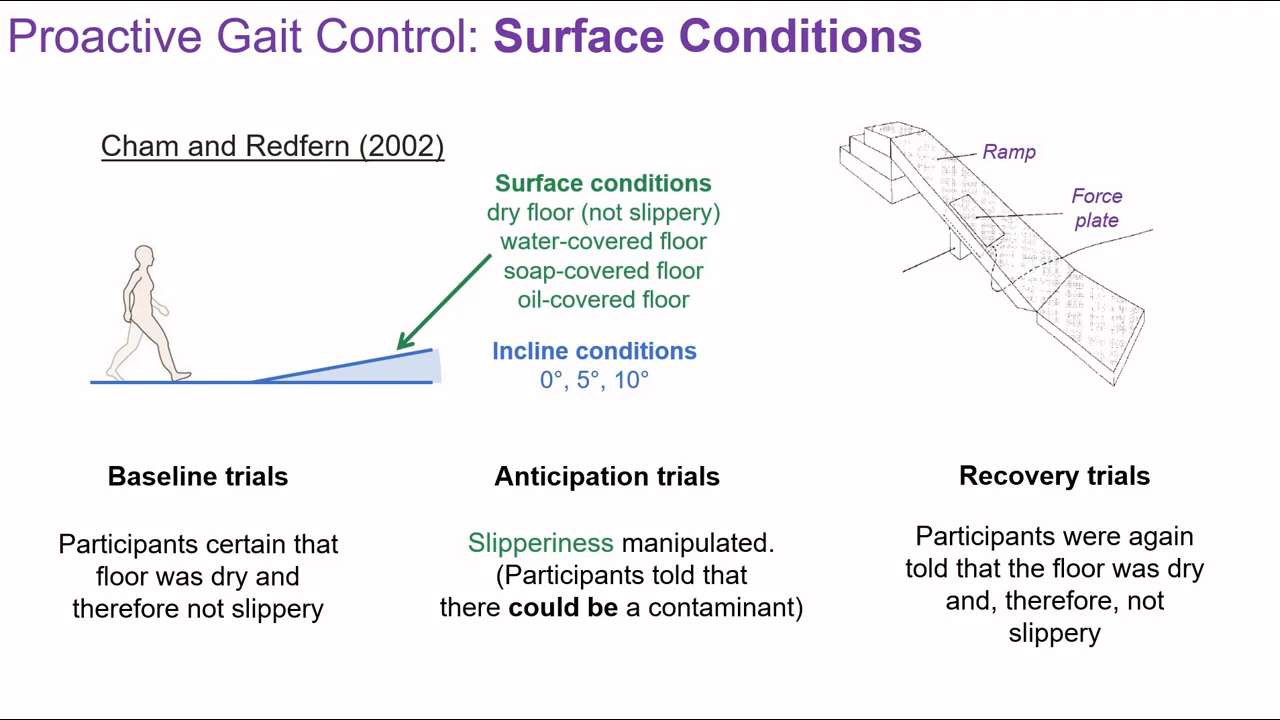 Proactive Gait Control: Surface Conditions
Cham and Redfern (2002)
Surface conditions
dry floor (not slippery)
water-covered floor
soap-covered floor
oil-covered floor
Incline conditions
0°, 5°, 10°
Ramp
Force
plate
Baseline trials
Participants certain that
floor was dry and
therefore not slippery
Anticipation trials
Slipperiness manipulated.
(Participants told that
there could be a contaminant)
Recovery trials
Participants were again
told that the floor was dry
and, therefore, not
slippery